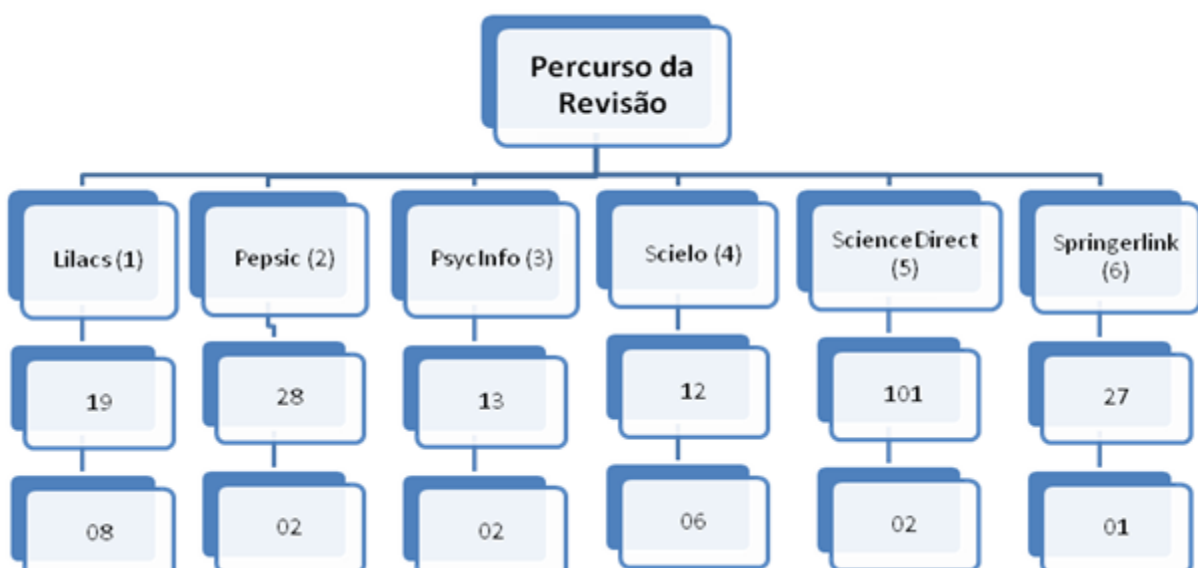 Percurso da
Revisão
Lilacs (1)
Pepsic (2)
PsycInfo (3)
Scielo (4)
ScienceDirect
(5)
Springerlink
(6)
19
28
13
12
101
27
08
02
02
06
02
01